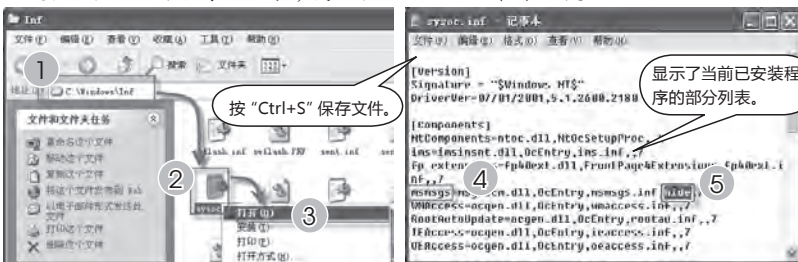 Inf
文件(F) 编辑(E) 查看(V) 收藏(A) 工具(T) 帮助(H)
搜索 文件夹
1
C:\Windows\Inf
按“Ctrl+S”保存文件。
文件和文件夹任务
重命名这个文件
移动这个文件
复制这个文件
将这个文件发布到 Web
以电子邮件形式发送此文件
打印这个文件
删除这个文件
2
打开(O)
3
安装(I)
打印(P)
打开方式(H)
sysoc.inf - 记事本
文件(F) 编辑(E) 格式(O) 查看(V) 帮助(H)
显示了当前已安装程
序的部分列表。
[Version]
Signature = "$Windows NT$"
DriverVer=07/01/2001,5.1.2600.2180
[Components]
NtComponents=ntoc.dll,NtOcSetupProc,,
ims=imsinsnt.dll,OcEntry,ims.inf,,7
nf,,7
4
5
msmsgs
hide
WMAccess=ocgen.dll,OcEntry,wmaccess.inf,,7
RootAutoUpdate=ocgen.dll,OcEntry,rootau.inf,,7
IEAccess=ocgen.dll,OcEntry,ieaccess.inf,,7
OEAccess=ocgen.dll,OcEntry,oeaccess.inf,,7